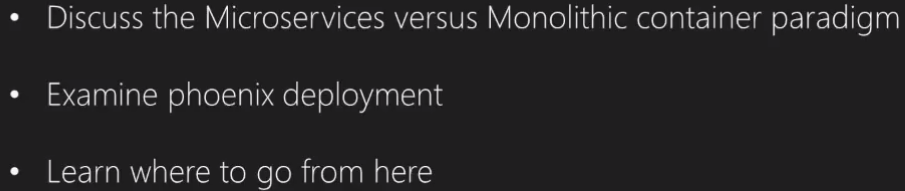 • Discuss the Microservices versus Monolithic container paradigm
• Examine phoenix deployment
• Learn where to go from here